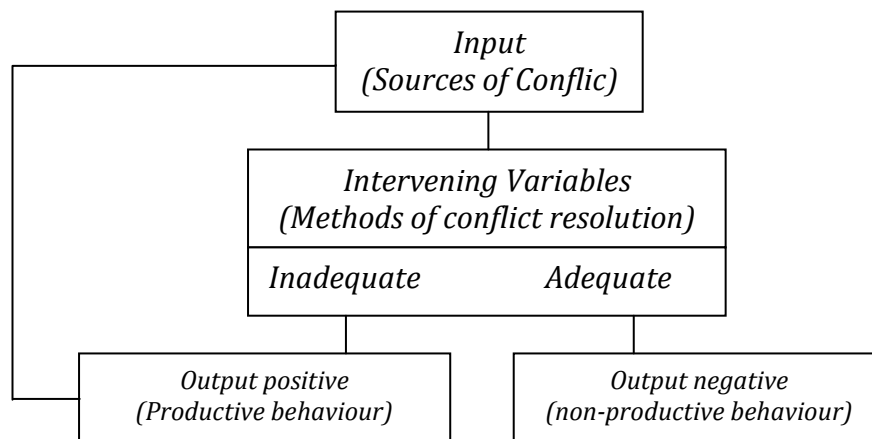 Input
(Sources of Conflic)
Intervening Variables
(Methods of conflict resolution)
Inadequate
Adequate
Output positive
(Productive behaviour)
Output negative
(non-productive behaviour)